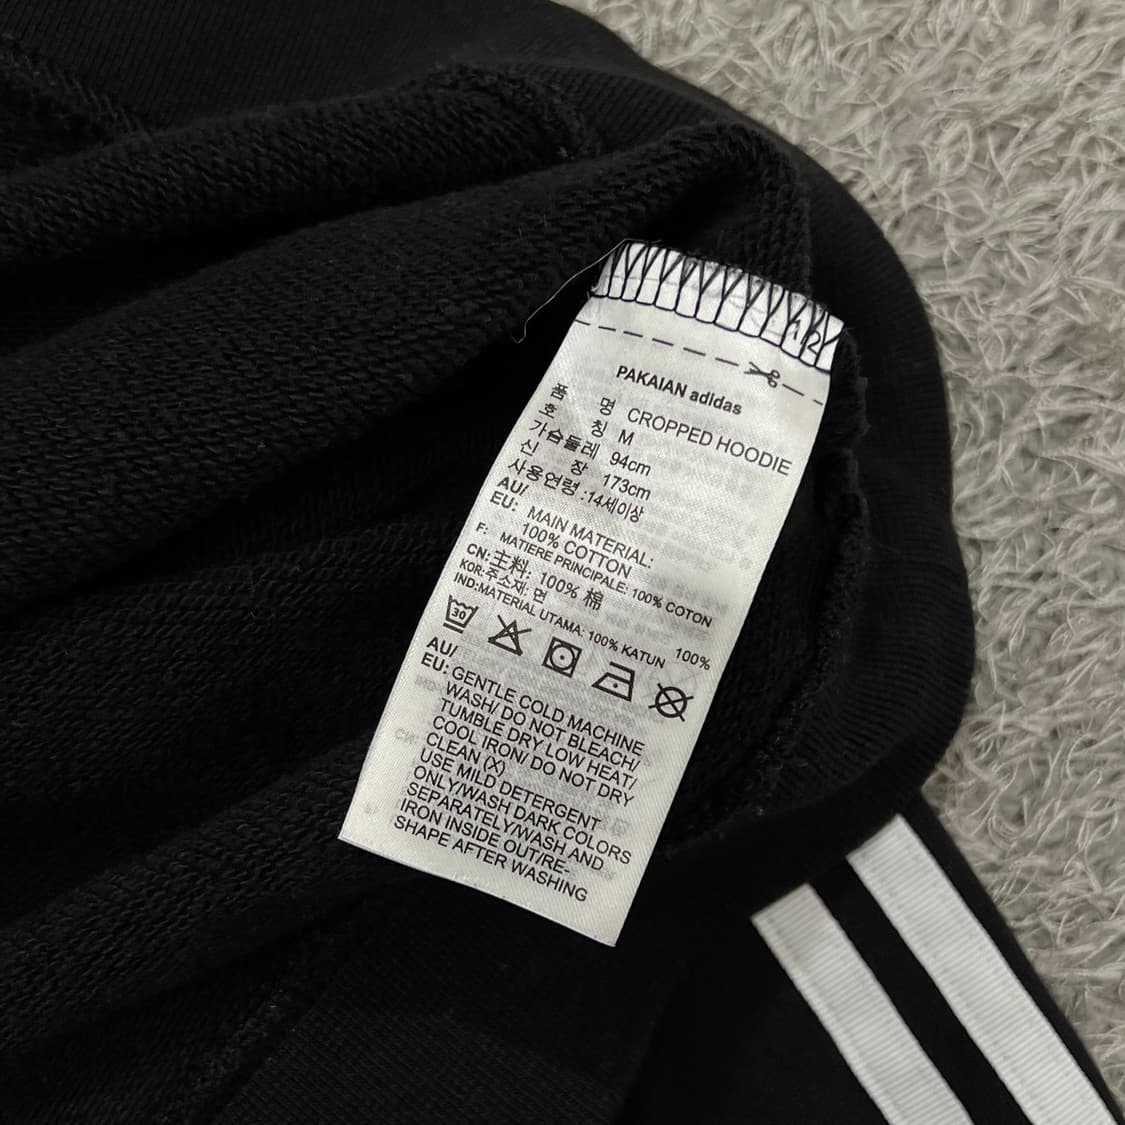 1/2
PAKAIAN adidas
품 명 CROPPED HOODIE
호 칭 M
가슴둘레 94cm
신 장 173cm
사용연령 :14세이상
AU/
EU: MAIN MATERIAL:
100% COTTON
F: MATIERE PRINCIPALE: 100% COTON
CN: 主料: 100% 棉
KOR: 주소재: 면 100%
IND:MATERIAL UTAMA: 100% KATUN
30
AU/
EU: GENTLE COLD MACHINE
WASH/ DO NOT BLEACH/
TUMBLE DRY LOW HEAT/
COOL IRON/ DO NOT DRY
CLEAN (X)
USE MILD DETERGENT
ONLY/WASH DARK COLORS
SEPARATELY/WASH AND
IRON INSIDE OUT/RE-
SHAPE AFTER WASHING